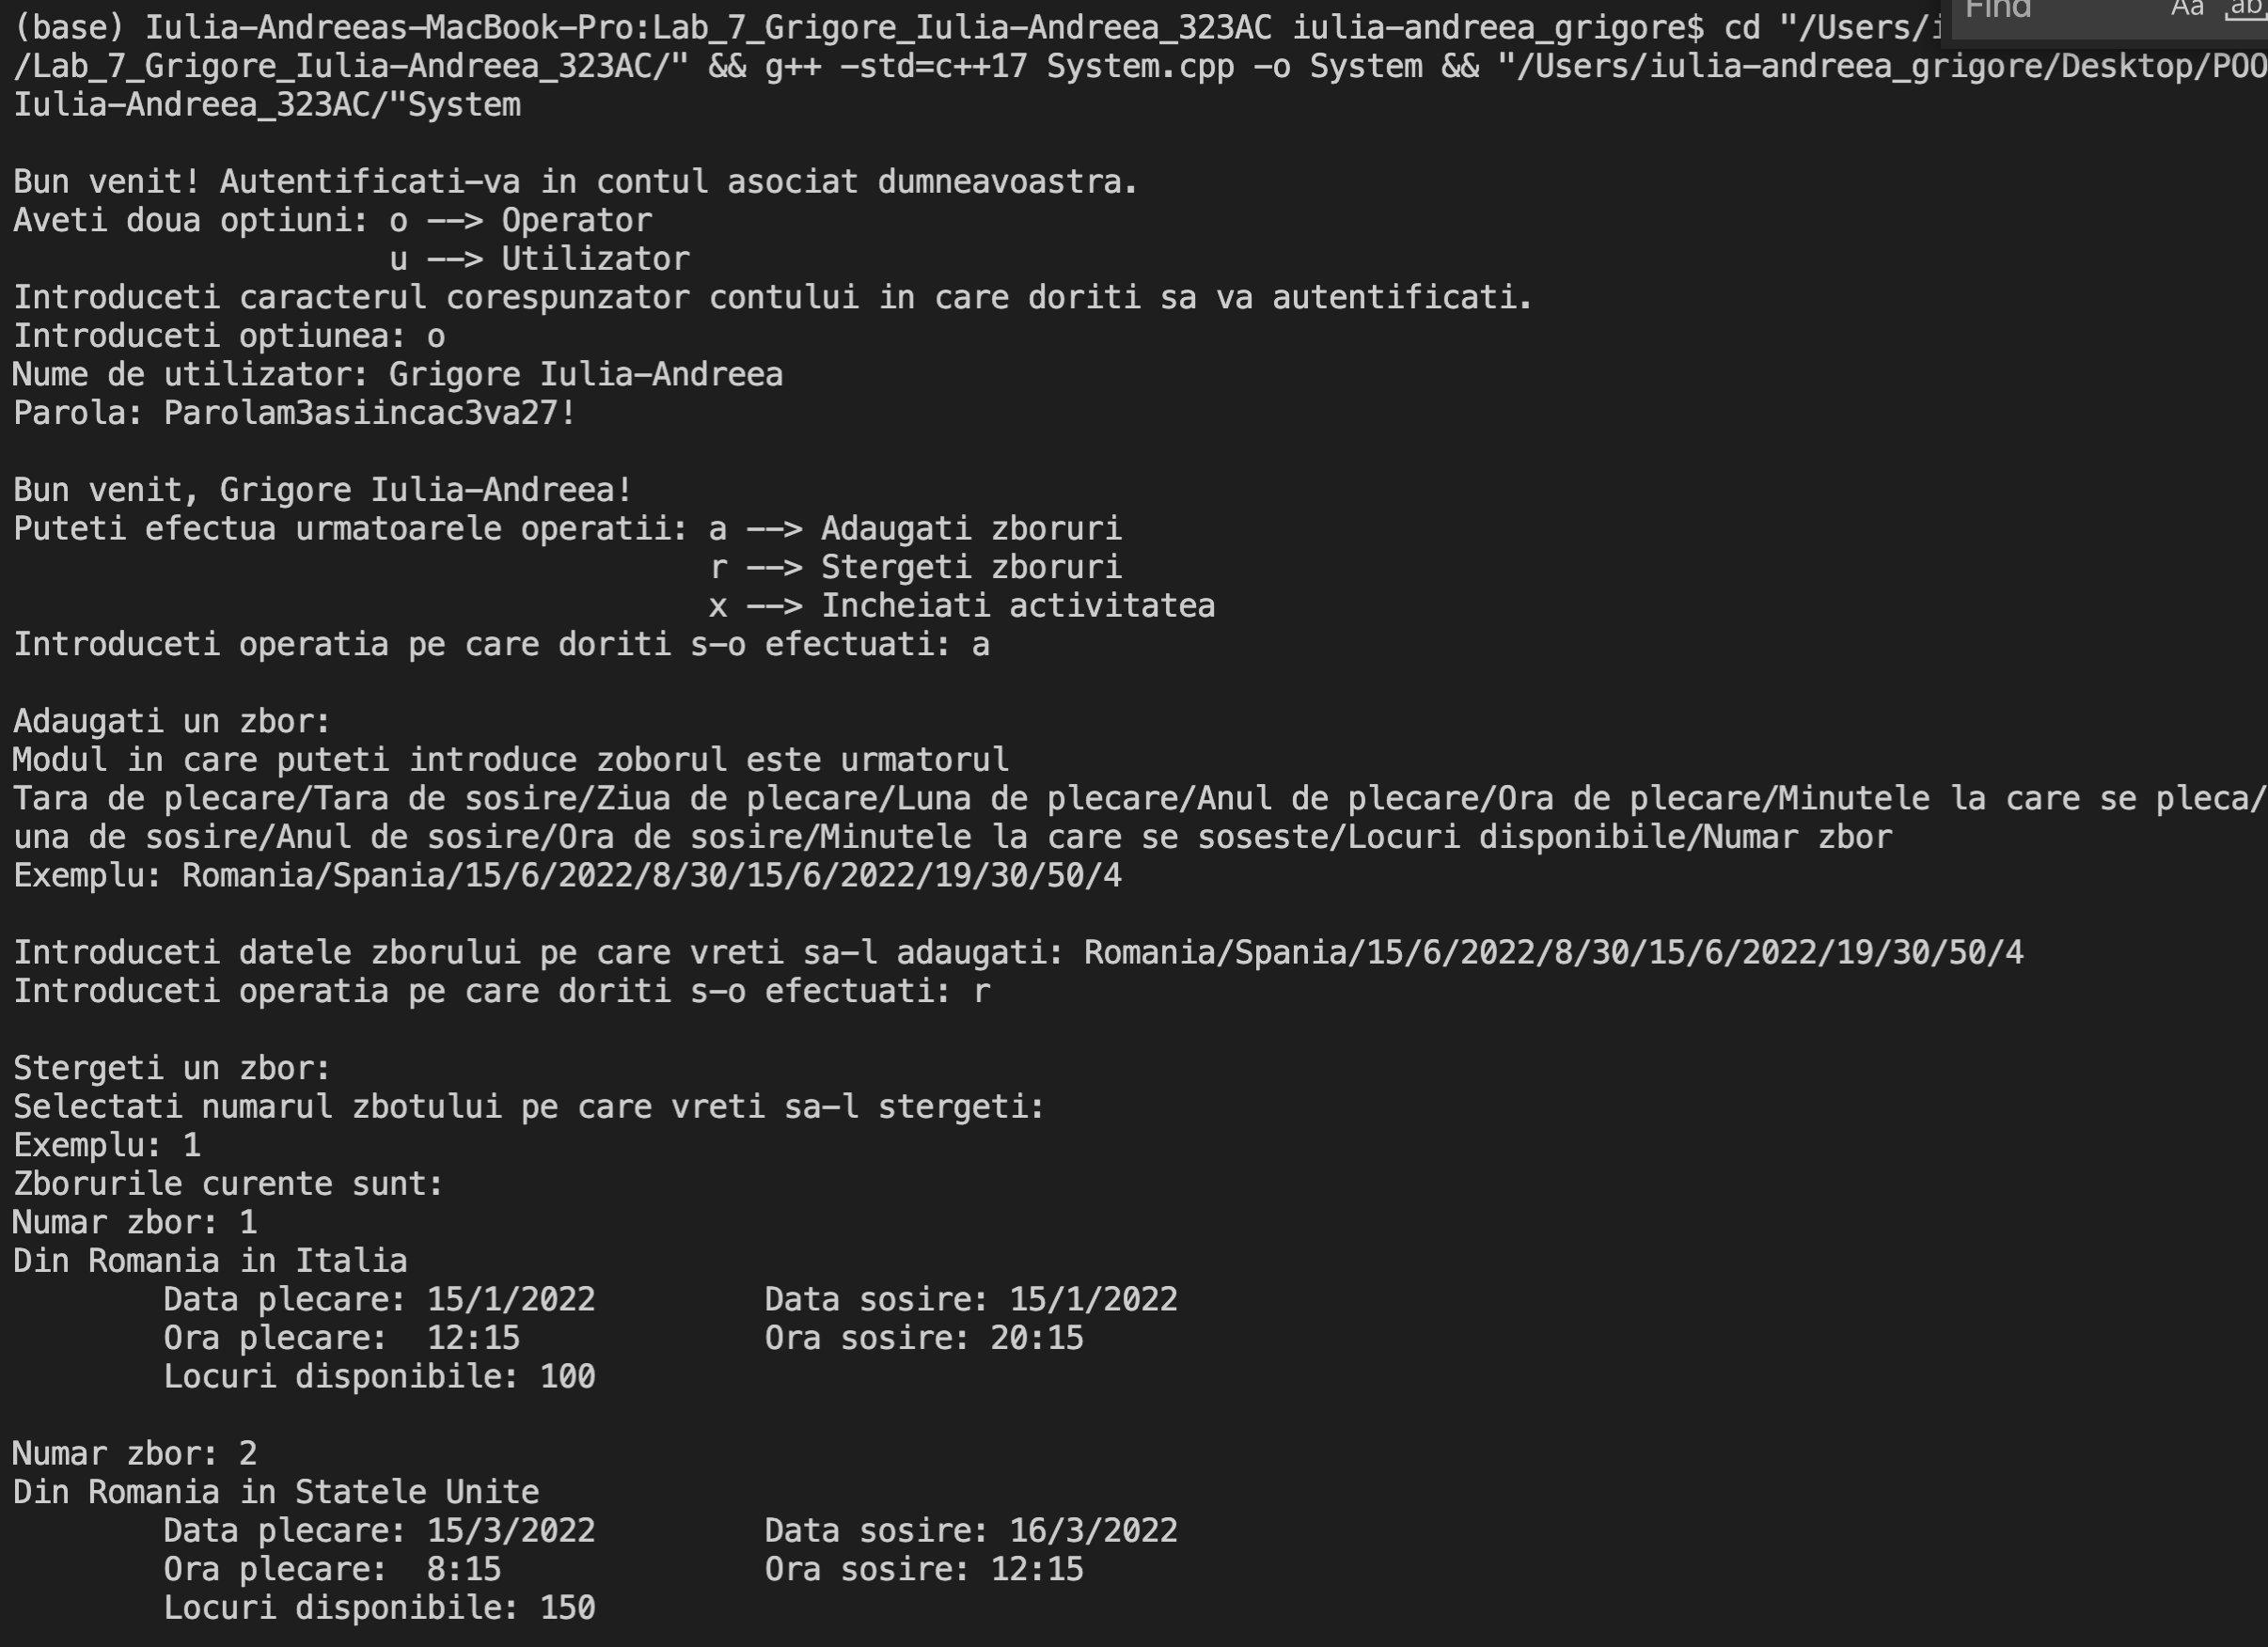 (base) Iulia-Andreeas-MacBook-Pro:Lab_7_Grigore_Iulia-Andreea_323AC iulia-andreea_grigore$ cd "/Users/i
Find Aa ab
/Lab_7_Grigore_Iulia-Andreea_323AC/" && g++ -std=c++17 System.cpp -o System && "/Users/iulia-andreea_grigore/Desktop/POO
Iulia-Andreea_323AC/"System
Bun venit! Autentificati-va in contul asociat dumneavoastra.
Aveti doua optiuni: o --> Operator
u --> Utilizator
Introduceti caracterul corespunzator contului in care doriti sa va autentificati.
Introduceti optiunea: o
Nume de utilizator: Grigore Iulia-Andreea
Parola: Parolam3asiincac3va27!
Bun venit, Grigore Iulia-Andreea!
Puteti efectua urmatoarele operatii: a --> Adaugati zboruri
r --> Stergeti zboruri
x --> Incheiati activitatea
Introduceti operatia pe care doriti s-o efectuati: a
Adaugati un zbor:
Modul in care puteti introduce zoborul este urmatorul
Tara de plecare/Tara de sosire/Ziua de plecare/Luna de plecare/Anul de plecare/Ora de plecare/Minutele la care se pleca/
una de sosire/Anul de sosire/Ora de sosire/Minutele la care se soseste/Locuri disponibile/Numar zbor
Exemplu: Romania/Spania/15/6/2022/8/30/15/6/2022/19/30/50/4
Introduceti datele zborului pe care vreti sa-l adaugati: Romania/Spania/15/6/2022/8/30/15/6/2022/19/30/50/4
Introduceti operatia pe care doriti s-o efectuati: r
Stergeti un zbor:
Selectati numarul zbotului pe care vreti sa-l stergeti:
Exemplu: 1
Zborurile curente sunt:
Numar zbor: 1
Din Romania in Italia
Data plecare: 15/1/2022 Data sosire: 15/1/2022
Ora plecare: 12:15 Ora sosire: 20:15
Locuri disponibile: 100
Numar zbor: 2
Din Romania in Statele Unite
Data plecare: 15/3/2022 Data sosire: 16/3/2022
Ora plecare: 8:15 Ora sosire: 12:15
Locuri disponibile: 150